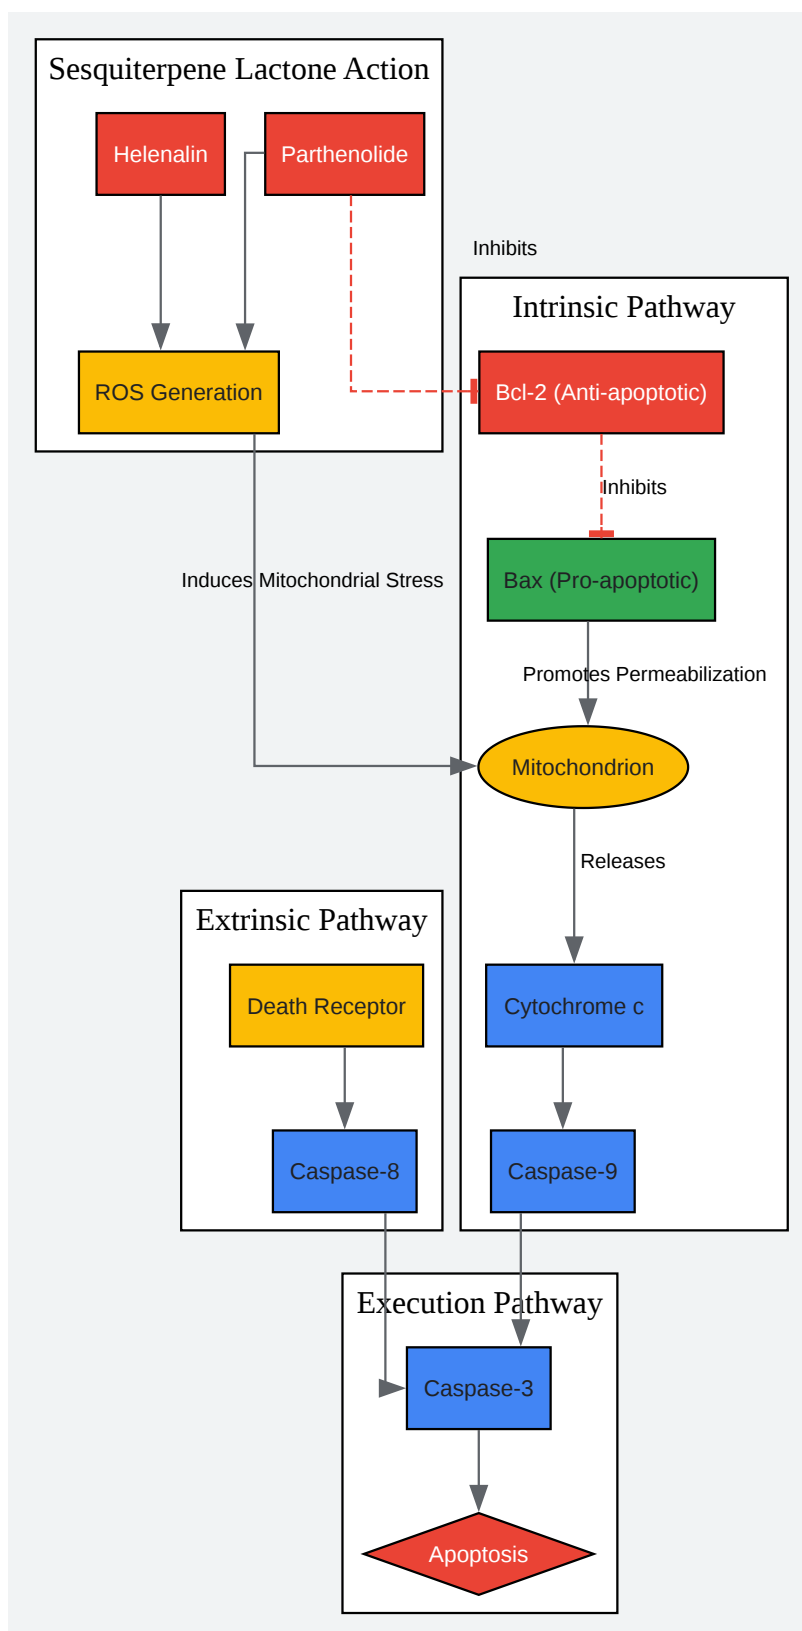 Sesquiterpene Lactone Action
Helenalin
Parthenolide
Inhibits
Intrinsic Pathway
ROS Generation
Bcl-2 (Anti-apoptotic)
Inhibits
Induces Mitochondrial Stress
Bax (Pro-apoptotic)
Promotes Permeabilization
Mitochondrion
Releases
Extrinsic Pathway
Death Receptor
Cytochrome c
Caspase-8
Caspase-9
Execution Pathway
Caspase-3
Apoptosis